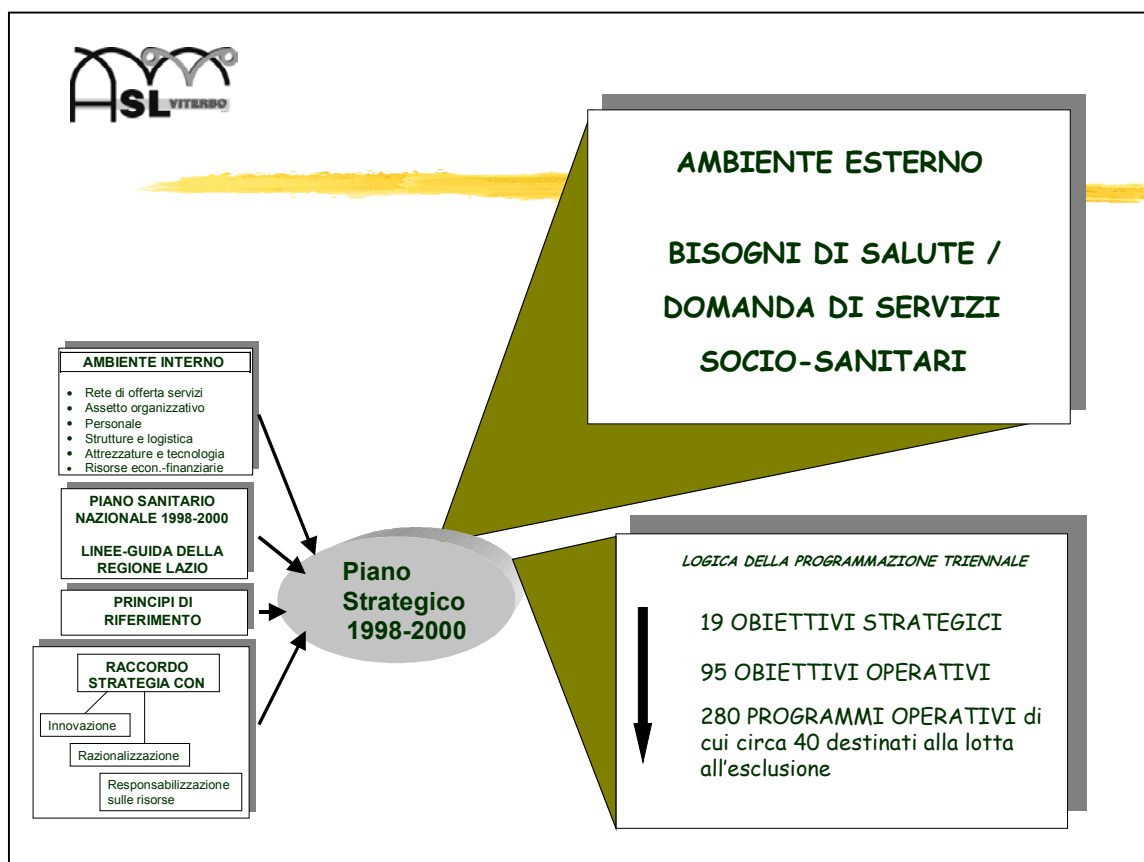 ASL VITERBO
AMBIENTE ESTERNO
BISOGNI DI SALUTE /
DOMANDA DI SERVIZI
SOCIO-SANITARI
AMBIENTE INTERNO
• Rete di offerta servizi
• Assetto organizzativo
• Personale
• Strutture e logistica
• Attrezzature e tecnologia
• Risorse econ.-finanziarie
PIANO SANITARIO
NAZIONALE 1998-2000
LINEE-GUIDA DELLA
REGIONE LAZIO
PRINCIPI DI
RIFERIMENTO
RACCORDO
STRATEGIA CON
Innovazione
Razionalizzazione
Responsabilizzazione
sulle risorse
Piano
Strategico
1998-2000
LOGICA DELLA PROGRAMMAZIONE TRIENNALE
19 OBIETTIVI STRATEGICI
95 OBIETTIVI OPERATIVI
280 PROGRAMMI OPERATIVI di
cui circa 40 destinati alla lotta
all'esclusione